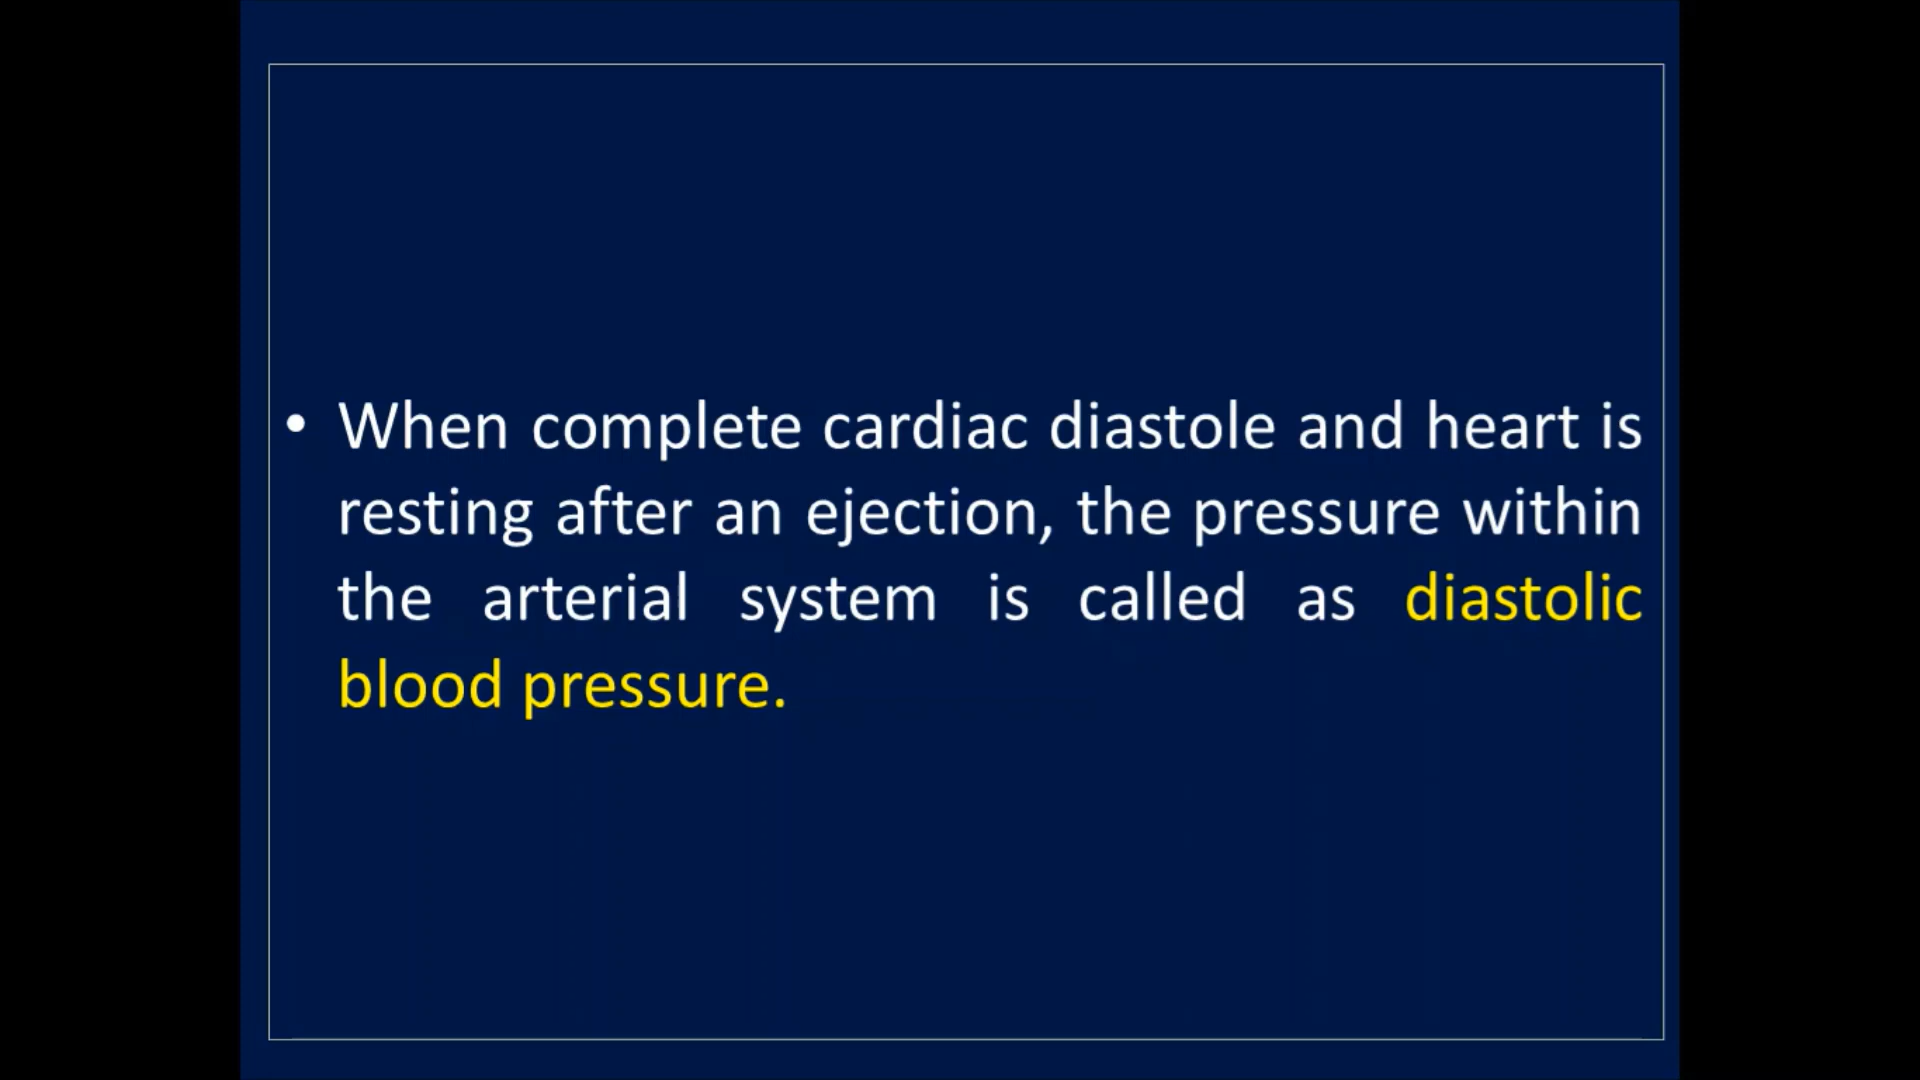 • When complete cardiac diastole and heart is
resting after an ejection, the pressure within
the arterial system is called as diastolic
blood pressure.